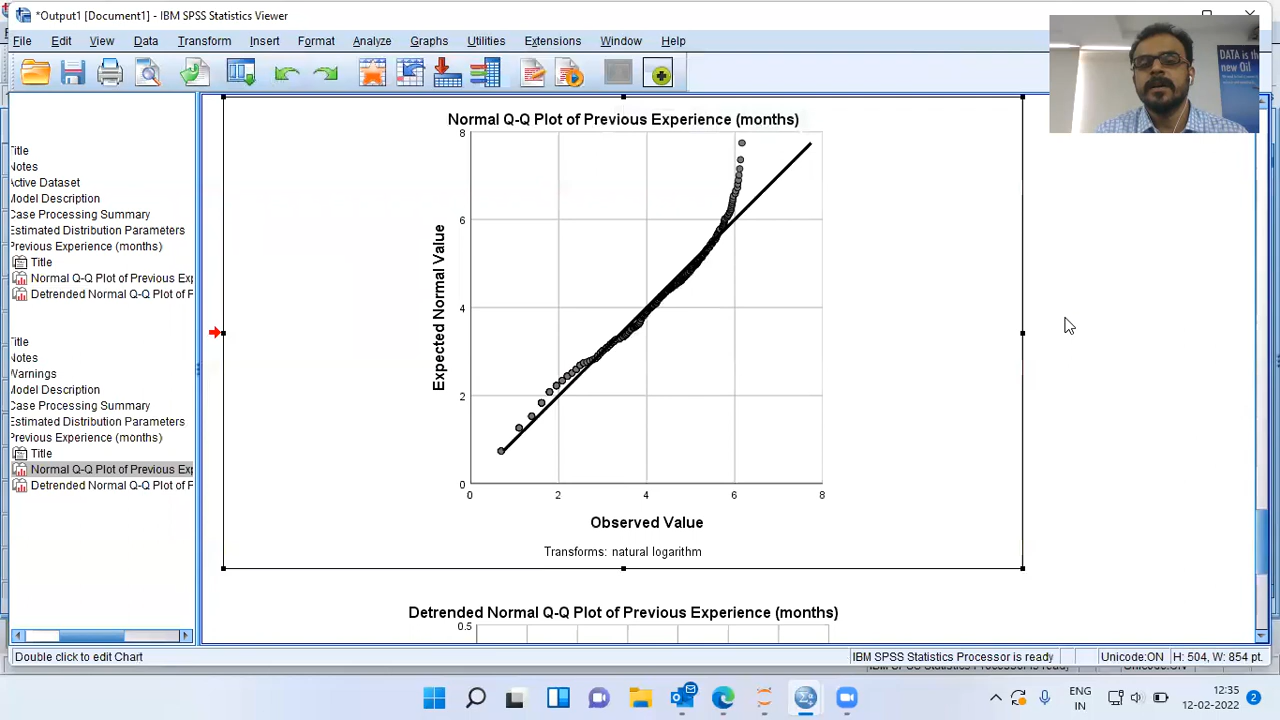 *Output1 [Document1] - IBM SPSS Statistics Viewer
File Edit View Data Transform Insert Format Analyze Graphs Utilities Extensions Window Help
DATA is the
new Oil
Title
Notes
Active Dataset
Model Description
Case Processing Summary
Estimated Distribution Parameters
Previous Experience (months)
Title
Normal Q-Q Plot of Previous Exp
Detrended Normal Q-Q Plot of F
Title
Notes
Warnings
Model Description
Case Processing Summary
Estimated Distribution Parameters
Previous Experience (months)
Title
Normal Q-Q Plot of Previous Exp
Detrended Normal Q-Q Plot of F
Normal Q-Q Plot of Previous Experience (months)
Expected Normal Value
8
6
4
2
0
0 2 4 6 8
Observed Value
Transforms: natural logarithm
Detrended Normal Q-Q Plot of Previous Experience (months)
0.5
Double click to edit Chart
IBM SPSS Statistics Processor is ready Unicode:ON H: 504, W: 854 pt.
ENG
IN
12:35
12-02-2022
2